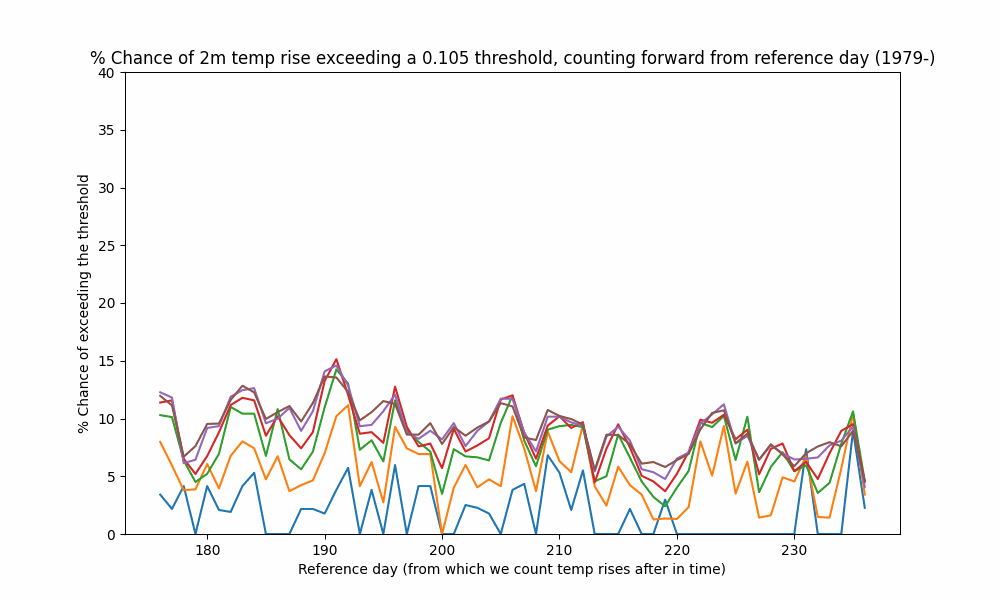 % Chance of 2m temp rise exceeding a 0.105 threshold, counting forward from reference day (1979-)
40
35
30
25
20
15
10
5
0
% Chance of exceeding the threshold
180 190 200 210 220 230
Reference day (from which we count temp rises after in time)